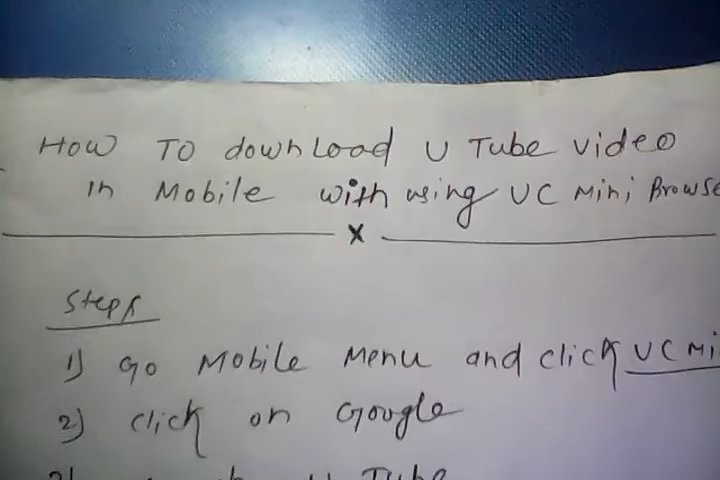 How To download U Tube video
in Mobile with using UC Mini Browse
x
Steps
1) Go Mobile Menu and click UC Mi
2) click on Google
U Tube